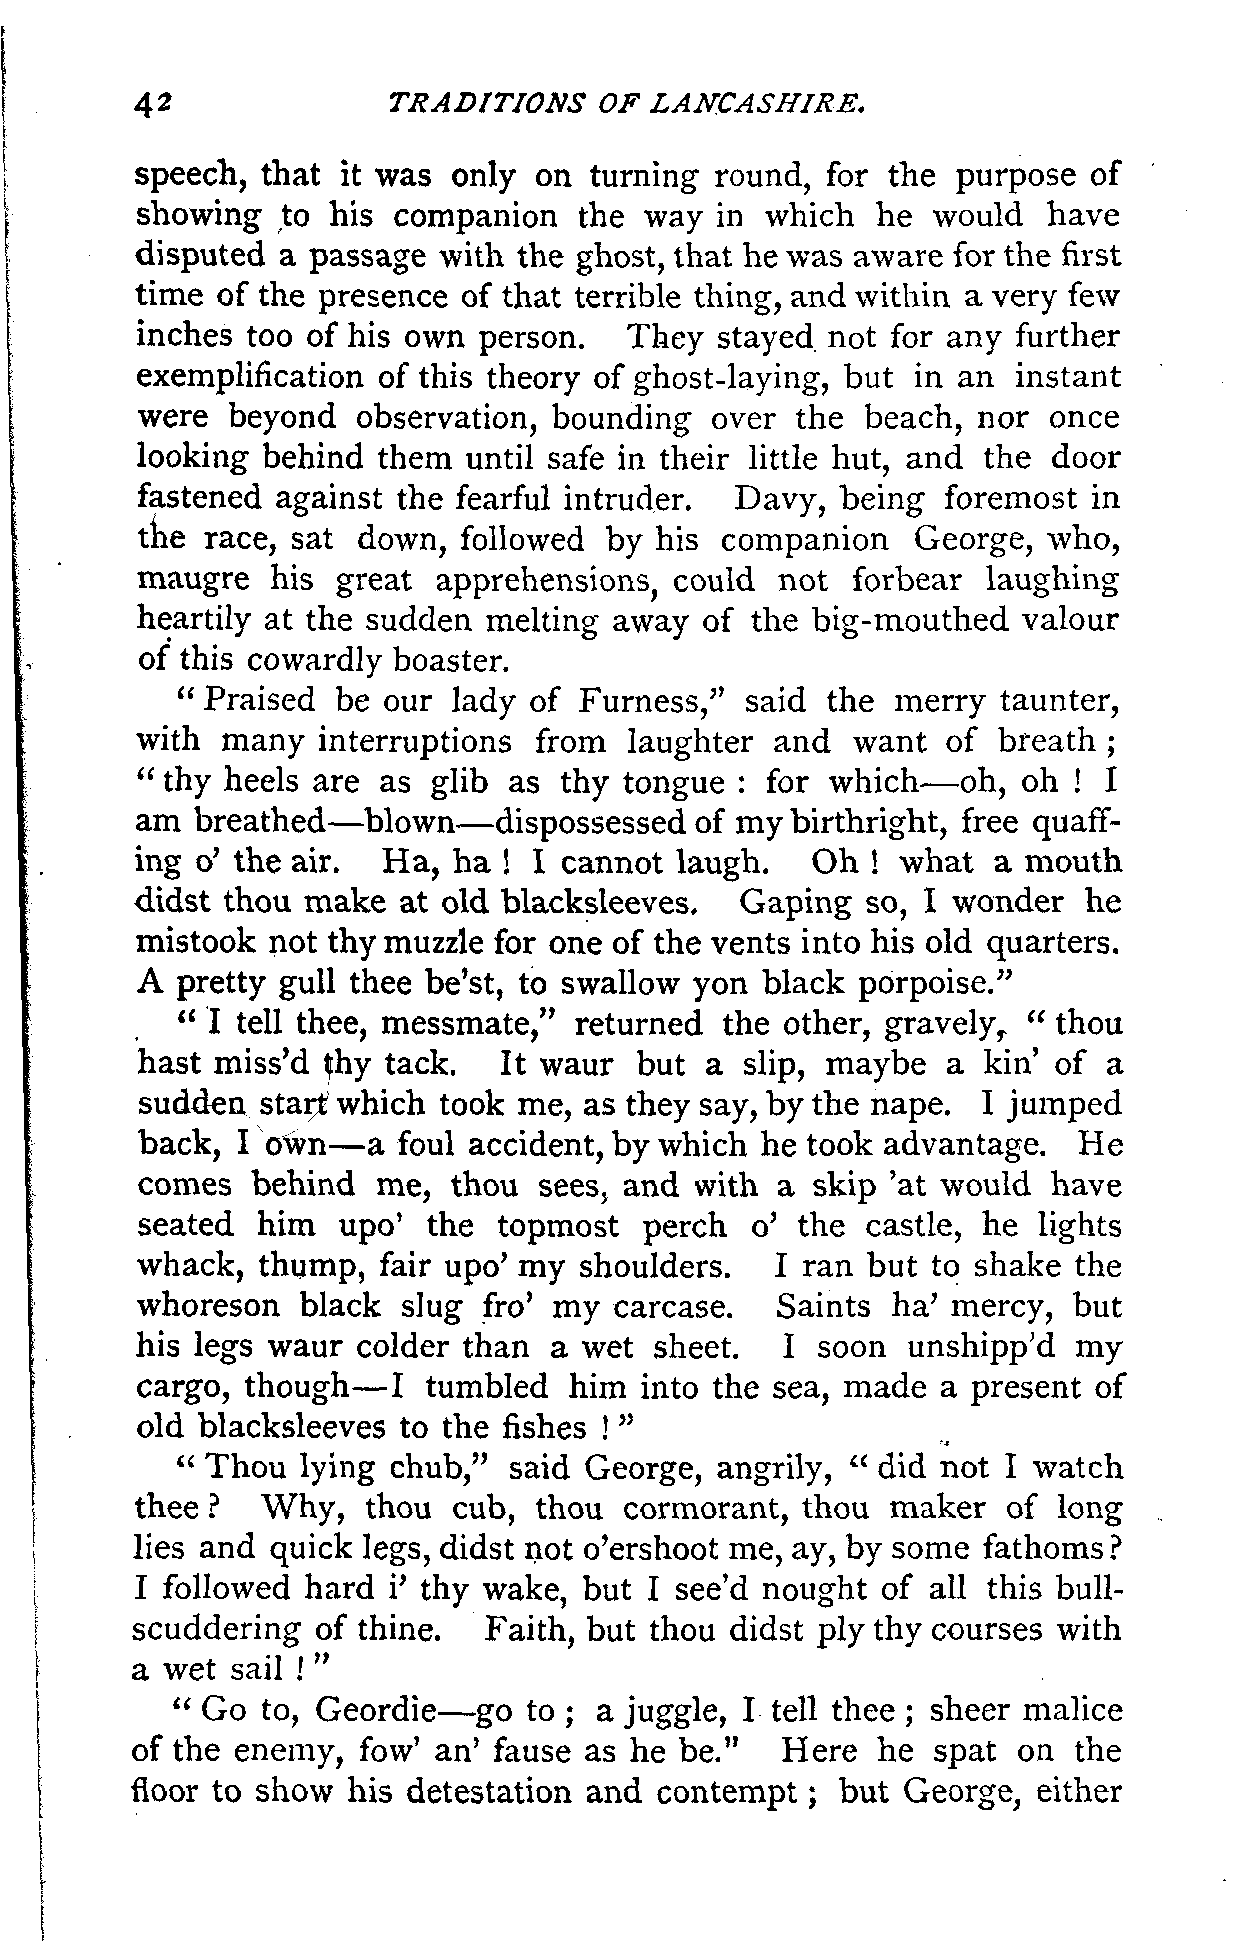 42 TRADITIONS OF LANCASHIRE.
speech, that it was only on turning round, for the purpose of
showing to his companion the way in which he would have
disputed a passage with the ghost, that he was aware for the first
time of the presence of that terrible thing, and within a very few
inches too of his own person. They stayed not for any further
exemplification of this theory of ghost-laying, but in an instant
were beyond observation, bounding over the beach, nor once
looking behind them until safe in their little hut, and the door
fastened against the fearful intruder. Davy, being foremost in
the race, sat down, followed by his companion George, who,
maugre his great apprehensions, could not forbear laughing
heartily at the sudden melting away of the big-mouthed valour
of this cowardly boaster.
“Praised be our lady of Furness,” said the merry taunter,
with many interruptions from laughter and want of breath ;
“thy heels are as glib as thy tongue : for which—oh, oh ! I
am breathed—blown—dispossessed of my birthright, free quaff-
ing o’ the air. Ha, ha ! I cannot laugh. Oh ! what a mouth
didst thou make at old blacksleeves. Gaping so, I wonder he
mistook not thy muzzle for one of the vents into his old quarters.
A pretty gull thee be’st, to swallow yon black porpoise.”
“I tell thee, messmate,” returned the other, gravely, “thou
hast miss’d thy tack. It waur but a slip, maybe a kin’ of a
sudden start which took me, as they say, by the nape. I jumped
back, I own—a foul accident, by which he took advantage. He
comes behind me, thou sees, and with a skip ’at would have
seated him upo’ the topmost perch o’ the castle, he lights
whack, thump, fair upo’ my shoulders. I ran but to shake the
whoreson black slug fro’ my carcase. Saints ha’ mercy, but
his legs waur colder than a wet sheet. I soon unshipp’d my
cargo, though—I tumbled him into the sea, made a present of
old blacksleeves to the fishes !”
“Thou lying chub,” said George, angrily, “did not I watch
thee ? Why, thou cub, thou cormorant, thou maker of long
lies and quick legs, didst not o’ershoot me, ay, by some fathoms ?
I followed hard i’ thy wake, but I see’d nought of all this bull-
scuddering of thine. Faith, but thou didst ply thy courses with
a wet sail !”
“Go to, Geordie—go to ; a juggle, I tell thee ; sheer malice
of the enemy, fow’ an’ fause as he be.” Here he spat on the
floor to show his detestation and contempt ; but George, either